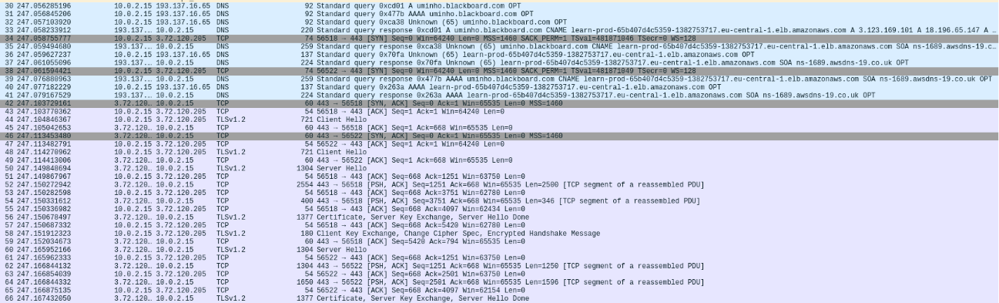 30 247.056285196 10.0.2.15 193.137.16.65 DNS 92 Standard query 0xcd01 A uminho.blackboard.com OPT
31 247.056845206 10.0.2.15 193.137.16.65 DNS 92 Standard query 0x477b AAAA uminho.blackboard.com OPT
32 247.057103920 10.0.2.15 193.137.16.65 DNS 92 Standard query 0xca38 Unknown (65) uminho.blackboard.com OPT
33 247.058233912 193.137.… 10.0.2.15 DNS 220 Standard query response 0xcd01 A uminho.blackboard.com CNAME learn-prod-65b407d4c5359-1382753717.eu-central-1.elb.amazonaws.com A 3.123.169.101 A 18.196.65.147 A …
34 247.058755777 10.0.2.15 3.72.120.205 TCP 74 56518 → 443 [SYN] Seq=0 Win=64240 Len=0 MSS=1460 SACK_PERM=1 TSval=481871046 TSecr=0 WS=128
35 247.059494680 193.137.… 10.0.2.15 DNS 259 Standard query response 0xca38 Unknown (65) uminho.blackboard.com CNAME learn-prod-65b407d4c5359-1382753717.eu-central-1.elb.amazonaws.com SOA ns-1689.awsdns-19.c…
36 247.059627237 10.0.2.15 193.137.16.65 DNS 137 Standard query 0x70fa Unknown (65) learn-prod-65b407d4c5359-1382753717.eu-central-1.elb.amazonaws.com OPT
37 247.061055096 193.137.… 10.0.2.15 DNS 224 Standard query response 0x70fa Unknown (65) learn-prod-65b407d4c5359-1382753717.eu-central-1.elb.amazonaws.com SOA ns-1689.awsdns-19.co.uk OPT
38 247.061594421 10.0.2.15 3.72.120.205 TCP 74 56522 → 443 [SYN] Seq=0 Win=64240 Len=0 MSS=1460 SACK_PERM=1 TSval=481871049 TSecr=0 WS=128
39 247.076880963 193.137.… 10.0.2.15 DNS 259 Standard query response 0x477b AAAA uminho.blackboard.com CNAME learn-prod-65b407d4c5359-1382753717.eu-central-1.elb.amazonaws.com SOA ns-1689.awsdns-19.co.uk OPT
40 247.077182229 10.0.2.15 193.137.16.65 DNS 137 Standard query 0x263a AAAA learn-prod-65b407d4c5359-1382753717.eu-central-1.elb.amazonaws.com OPT
41 247.079167529 193.137.… 10.0.2.15 DNS 224 Standard query response 0x263a AAAA learn-prod-65b407d4c5359-1382753717.eu-central-1.elb.amazonaws.com SOA ns-1689.awsdns-19.co.uk OPT
42 247.103729161 3.72.120… 10.0.2.15 TCP 60 443 → 56518 [SYN, ACK] Seq=0 Ack=1 Win=65535 Len=0 MSS=1460
43 247.103770362 10.0.2.15 3.72.120.205 TCP 54 56518 → 443 [ACK] Seq=1 Ack=1 Win=64240 Len=0
44 247.104846367 10.0.2.15 3.72.120.205 TLSv1.2 721 Client Hello
45 247.105042653 3.72.120… 10.0.2.15 TCP 60 443 → 56518 [ACK] Seq=1 Ack=668 Win=65535 Len=0
46 247.113453480 3.72.120… 10.0.2.15 TCP 60 443 → 56522 [SYN, ACK] Seq=0 Ack=1 Win=65535 Len=0 MSS=1460
47 247.113482791 10.0.2.15 3.72.120.205 TCP 54 56522 → 443 [ACK] Seq=1 Ack=1 Win=64240 Len=0
48 247.114270962 10.0.2.15 3.72.120.205 TLSv1.2 721 Client Hello
49 247.114413006 3.72.120… 10.0.2.15 TCP 60 443 → 56522 [ACK] Seq=1 Ack=668 Win=65535 Len=0
50 247.149840694 3.72.120… 10.0.2.15 TLSv1.2 1304 Server Hello
51 247.149867967 10.0.2.15 3.72.120.205 TCP 54 56518 → 443 [ACK] Seq=668 Ack=1251 Win=63750 Len=0
52 247.150272942 3.72.120… 10.0.2.15 TCP 2554 443 → 56518 [PSH, ACK] Seq=1251 Ack=668 Win=65535 Len=2500 [TCP segment of a reassembled PDU]
53 247.150282598 10.0.2.15 3.72.120.205 TCP 54 56518 → 443 [ACK] Seq=668 Ack=3751 Win=62780 Len=0
54 247.150331612 3.72.120… 10.0.2.15 TCP 400 443 → 56518 [PSH, ACK] Seq=3751 Ack=668 Win=65535 Len=346 [TCP segment of a reassembled PDU]
55 247.150336982 10.0.2.15 3.72.120.205 TCP 54 56518 → 443 [ACK] Seq=668 Ack=4097 Win=62434 Len=0
56 247.150678497 3.72.120… 10.0.2.15 TLSv1.2 1377 Certificate, Server Key Exchange, Server Hello Done
57 247.150687332 10.0.2.15 3.72.120.205 TCP 54 56518 → 443 [ACK] Seq=668 Ack=5420 Win=62780 Len=0
58 247.151912323 10.0.2.15 3.72.120.205 TLSv1.2 180 Client Key Exchange, Change Cipher Spec, Encrypted Handshake Message
59 247.152034673 3.72.120… 10.0.2.15 TCP 60 443 → 56518 [ACK] Seq=5420 Ack=794 Win=65535 Len=0
60 247.165952166 3.72.120… 10.0.2.15 TLSv1.2 1304 Server Hello
61 247.165962333 10.0.2.15 3.72.120.205 TCP 54 56522 → 443 [ACK] Seq=668 Ack=1251 Win=63750 Len=0
62 247.166844132 3.72.120… 10.0.2.15 TCP 1304 443 → 56522 [PSH, ACK] Seq=1251 Ack=668 Win=65535 Len=1250 [TCP segment of a reassembled PDU]
63 247.166854039 10.0.2.15 3.72.120.205 TCP 54 56522 → 443 [ACK] Seq=668 Ack=2501 Win=63750 Len=0
64 247.166844332 3.72.120… 10.0.2.15 TCP 1650 443 → 56522 [PSH, ACK] Seq=2501 Ack=668 Win=65535 Len=1596 [TCP segment of a reassembled PDU]
65 247.166875135 10.0.2.15 3.72.120.205 TCP 54 56522 → 443 [ACK] Seq=668 Ack=4097 Win=62154 Len=0
66 247.167432050 3.72.120… 10.0.2.15 TLSv1.2 1377 Certificate, Server Key Exchange, Server Hello Done